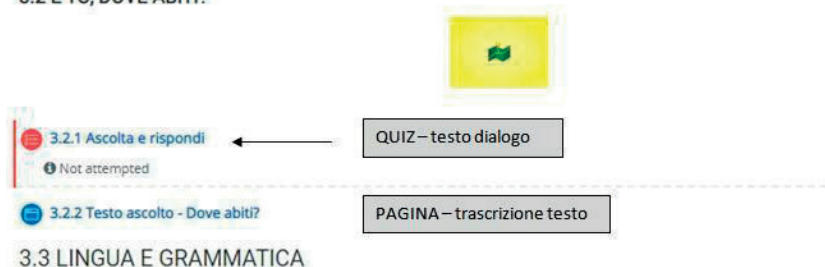 3.2.1 Ascolta e rispondi
QUIZ – testo dialogo
Not attempted
3.2.2 Testo ascolto - Dove abiti?
PAGINA – trascrizione testo
3.3 LINGUA E GRAMMATICA